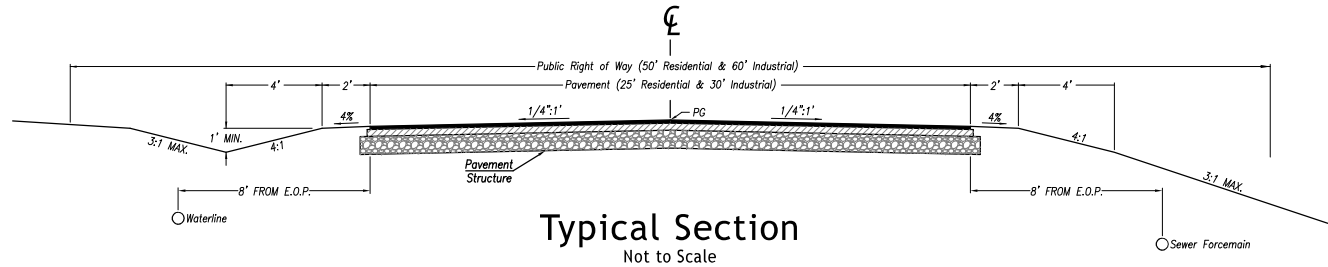 ℄
Public Right of Way (50' Residential & 60' Industrial)
4' 2' Pavement (25' Residential & 30' Industrial) 2' 4'
4% 1/4":1' PG 1/4":1' 4%
1' MIN.
3:1 MAX. 4:1 4:1
Pavement
Structure
3:1 MAX.
8' FROM E.O.P. 8' FROM E.O.P.
Waterline
Typical Section
Sewer Forcemain
Not to Scale